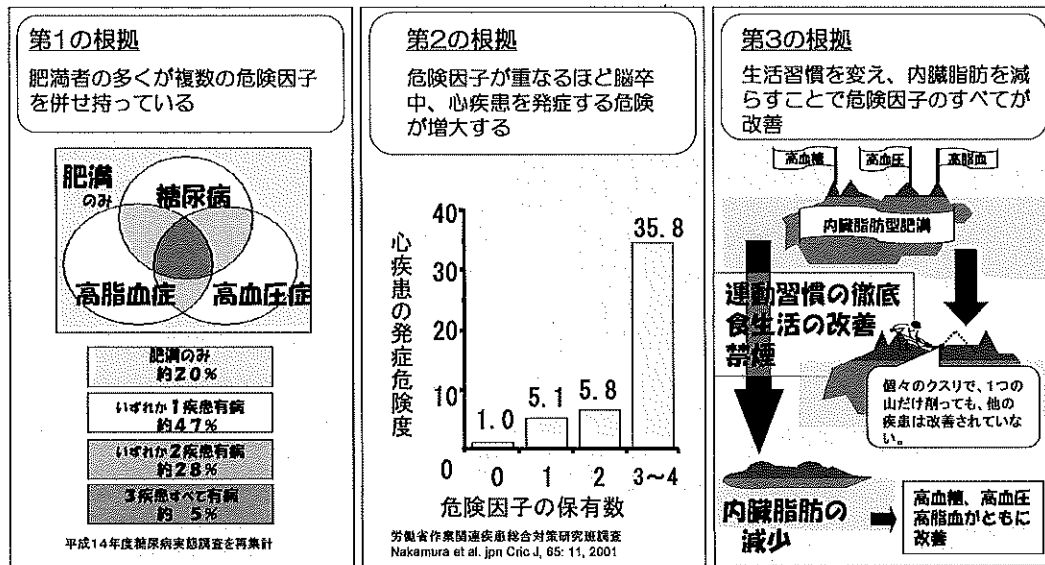 第1の根拠
肥満者の多くが複数の危険因子
を併せ持っている
肥満
のみ
糖尿病
高脂血症
高血圧症
肥満のみ
約20%
いずれか1疾患有病
約47%
いずれか2疾患有病
約28%
3疾患すべて有病
約 5%
平成14年度糖尿病実態調査を再集計
第2の根拠
危険因子が重なるほど脳卒
中、心疾患を発症する危険
が増大する
心疾患の発症危険度
40
30
20
10
0
1.0
5.1
5.8
35.8
0
1
2
3～4
危険因子の保有数
労働省作業関連疾患総合対策研究班調査
Nakamura et al. jpn Cric J, 65: 11, 2001
第3の根拠
生活習慣を変え、内臓脂肪を減
らすことで危険因子のすべてが
改善
高血糖
高血圧
高脂血
内臓脂肪型肥満
運動習慣の徹底
食生活の改善
禁煙
個々のクスリで、1つの
山だけ削っても、他の
疾患は改善されていな
い。
内臓脂肪の
減少
高血糖、高血圧
高脂血がともに
改善